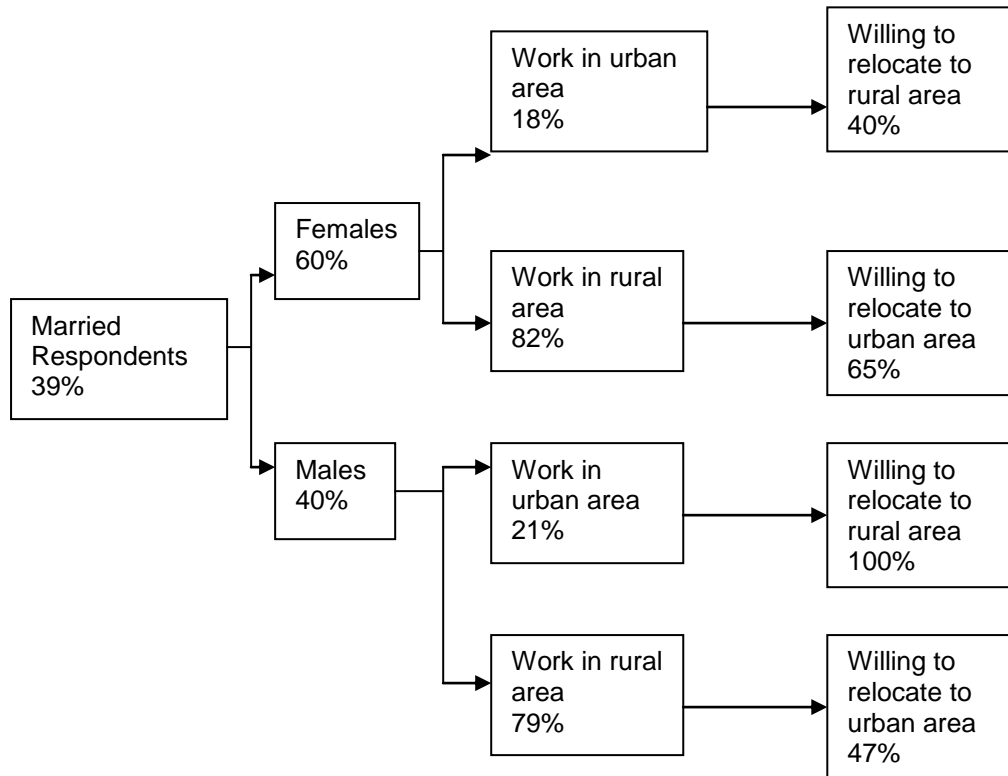 Married
Respondents
39%
Females
60%
Males
40%
Work in urban
area
18%
Work in rural
area
82%
Work in
urban area
21%
Work in rural
area
79%
Willing to
relocate to
rural area
40%
Willing to
relocate to
urban area
65%
Willing to
relocate to
rural area
100%
Willing to
relocate to
urban area
47%